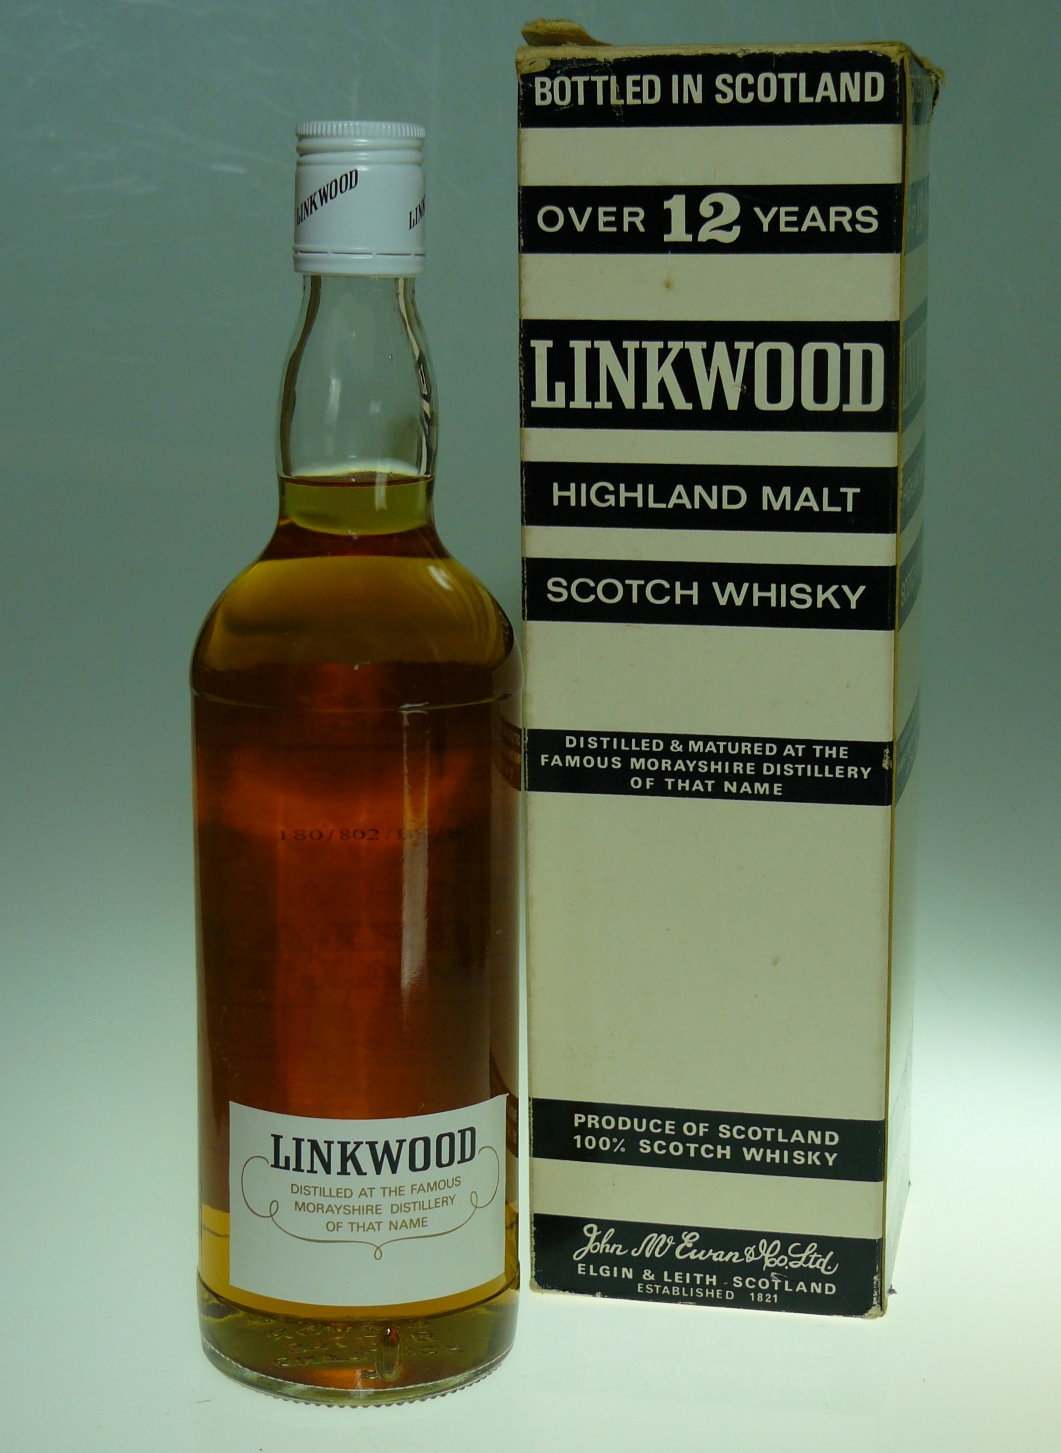 LINKWOOD
LINKWOOD
DISTILLED AT THE FAMOUS
MORAYSHIRE DISTILLERY
OF THAT NAME
BOTTLED IN SCOTLAND
OVER 12 YEARS
LINKWOOD
HIGHLAND MALT
SCOTCH WHISKY
DISTILLED & MATURED AT THE
FAMOUS MORAYSHIRE DISTILLERY
OF THAT NAME
PRODUCE OF SCOTLAND
100% SCOTCH WHISKY
John McEwan & Co. Ltd.
ELGIN & LEITH - SCOTLAND
ESTABLISHED 1821